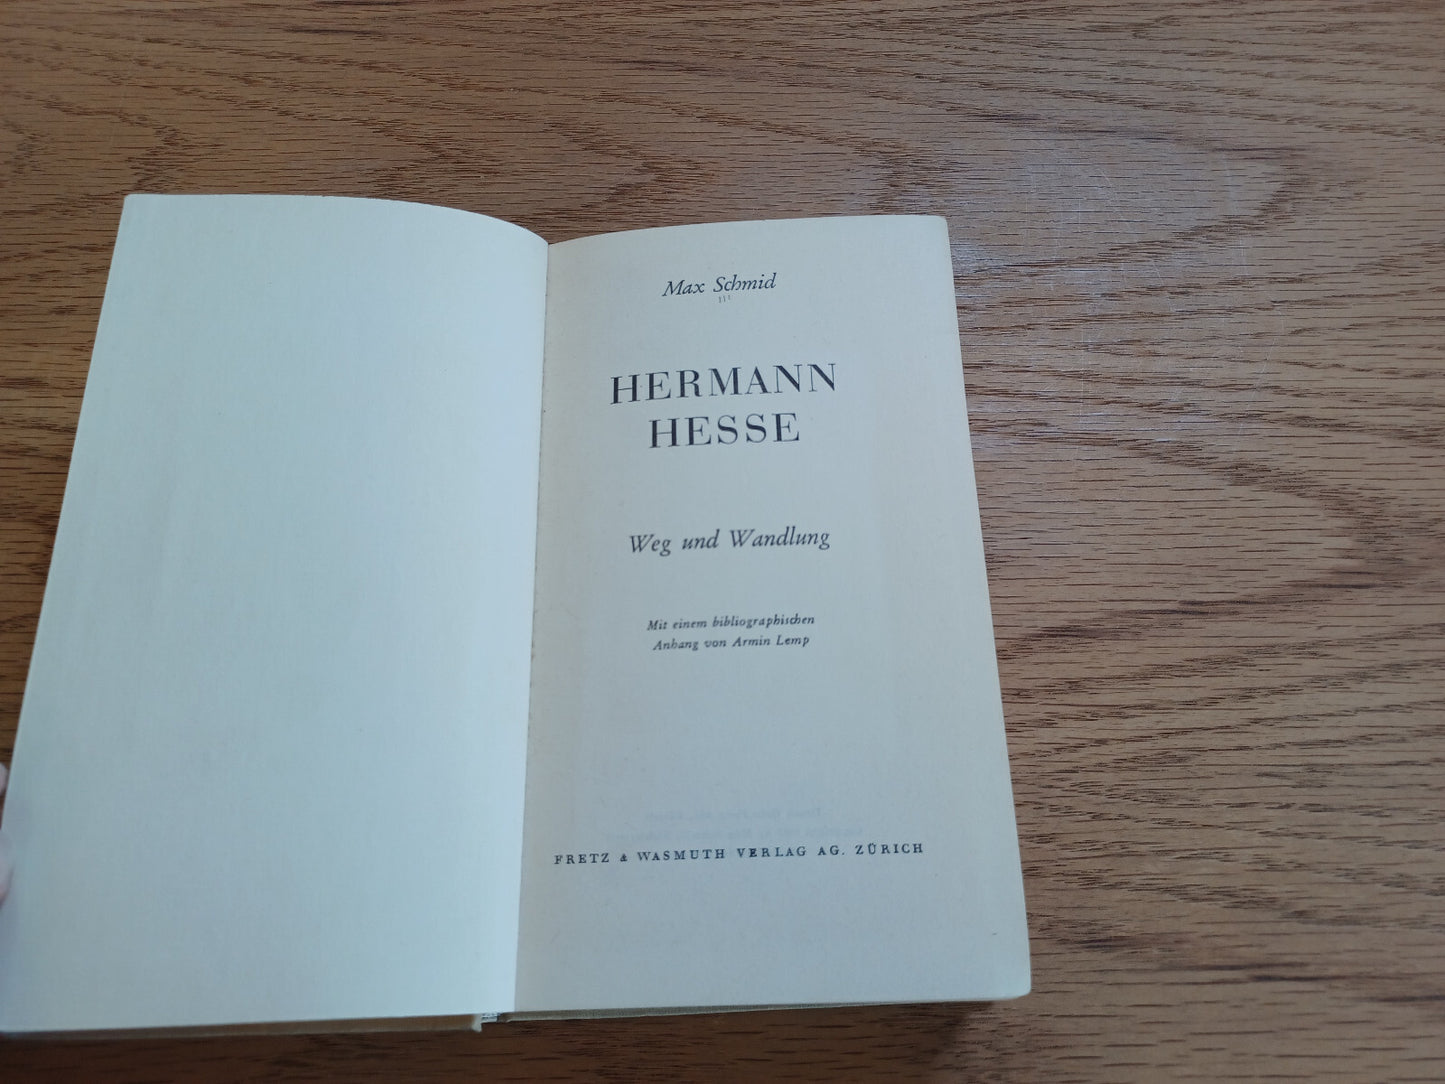 Max Schmid
HERMANN
HESSE
Weg und Wandlung
Mit einem bibliographischen
Anhang von Armin Lemp
FRETZ & WASMUTH VERLAG AG. ZÜRICH